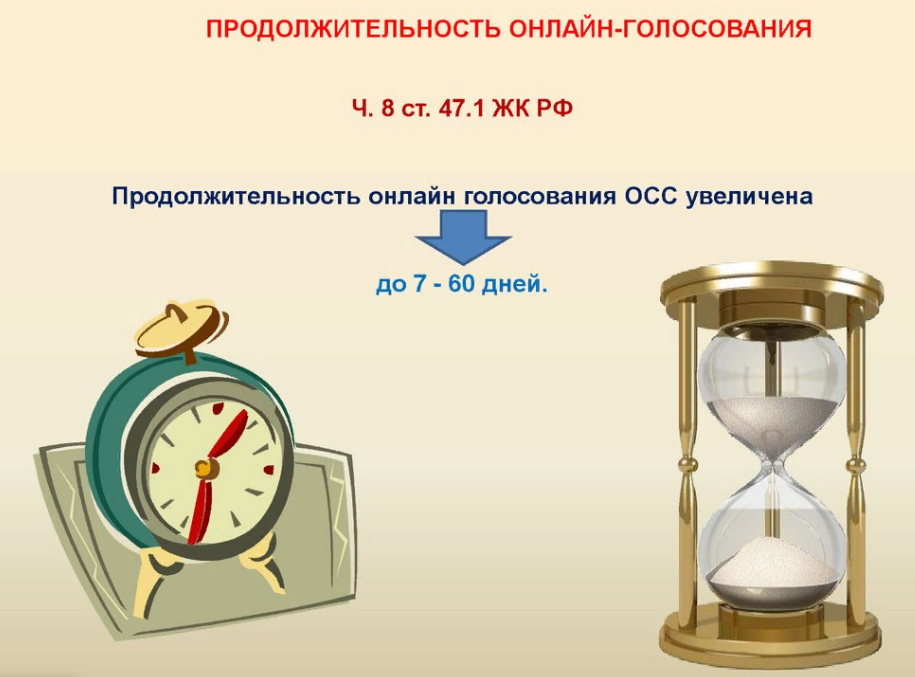 ПРОДОЛЖИТЕЛЬНОСТЬ ОНЛАЙН-ГОЛОСОВАНИЯ
Ч. 8 ст. 47.1 ЖК РФ
Продолжительность онлайн голосования ОСС увеличена
до 7 - 60 дней.